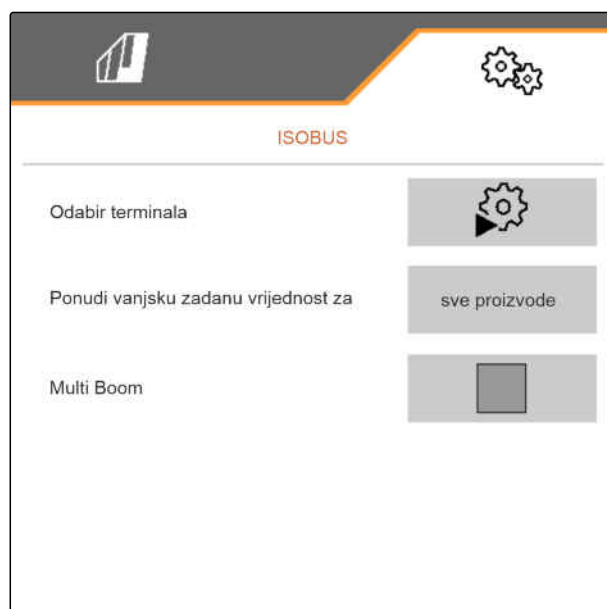 ISOBUS
Odabir terminala
Ponudi vanjsku zadanu vrijednost za
sve proizvode
Multi Boom